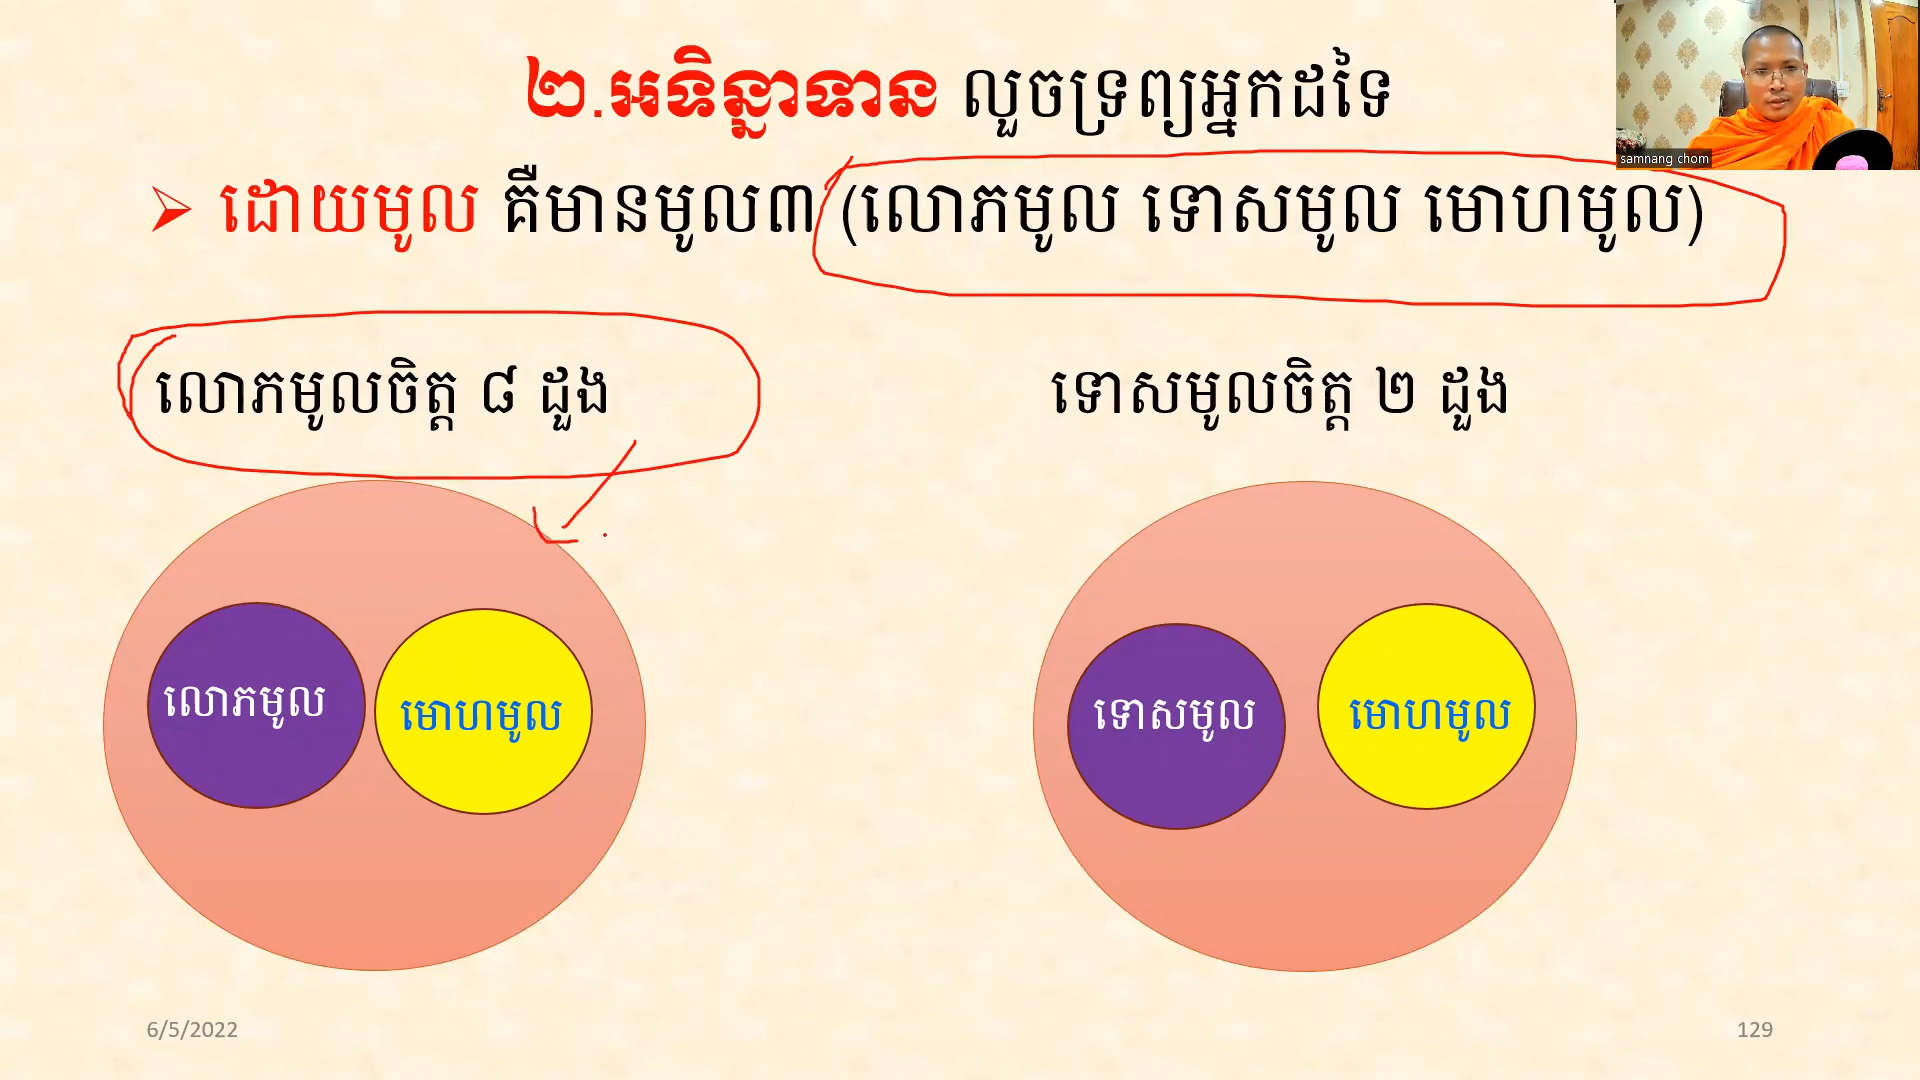 ២.អទិន្នាទាន លួចទ្រព្យអ្នកដទៃ
samnang chom
ដោយមូល គឺមានមូល៣ (លោភមូល ទោសមូល មោហមូល)
លោភមូលចិត្ត ៨ ដួង
ទោសមូលចិត្ត ២ ដួង
លោភមូល
មោហមូល
ទោសមូល
មោហមូល
6/5/2022
129